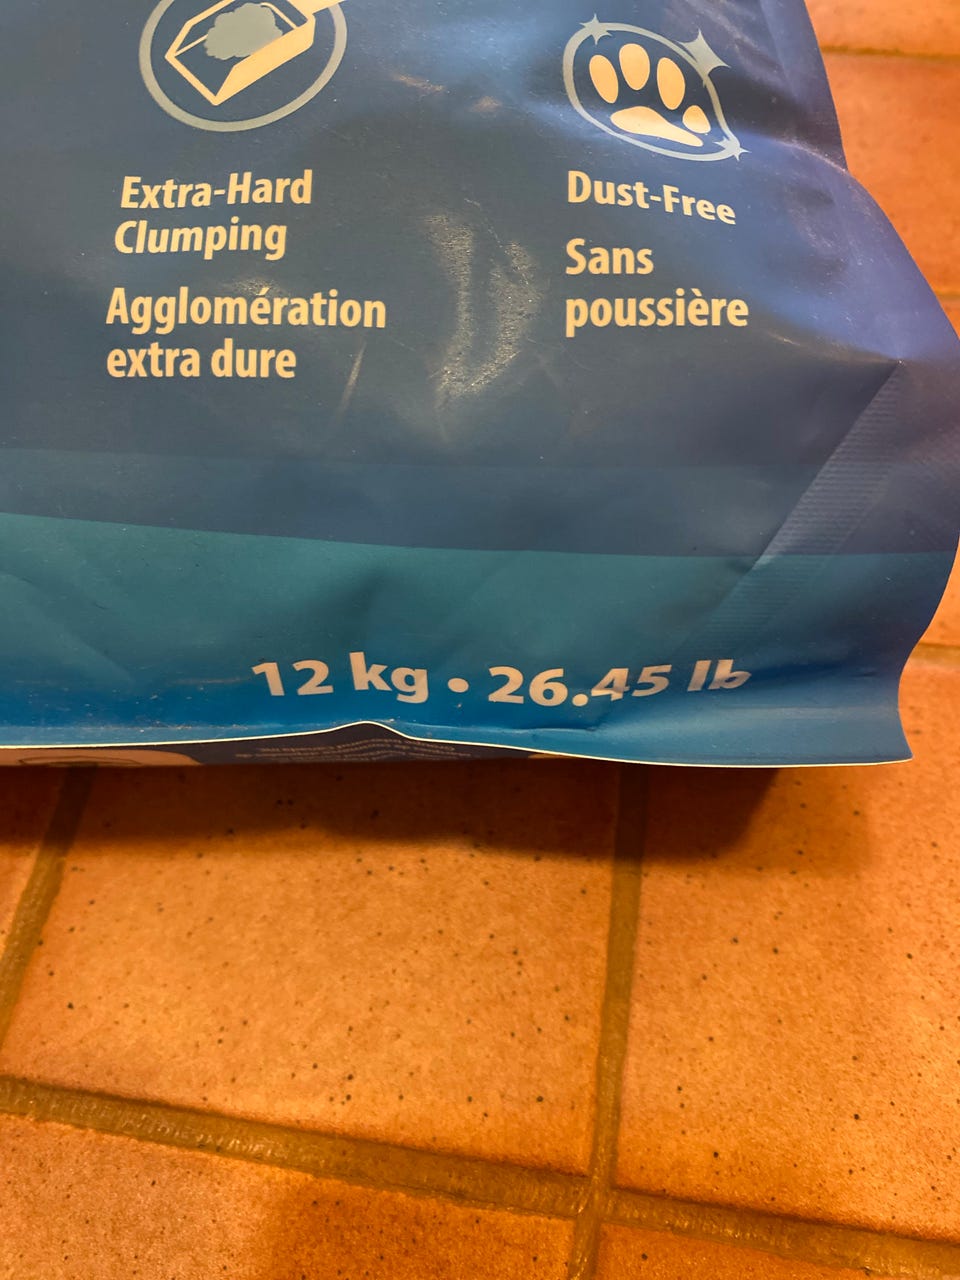 Extra-Hard
Clumping
Agglomération
extra dure
Dust-Free
Sans
poussière
12 kg • 26.45 lb